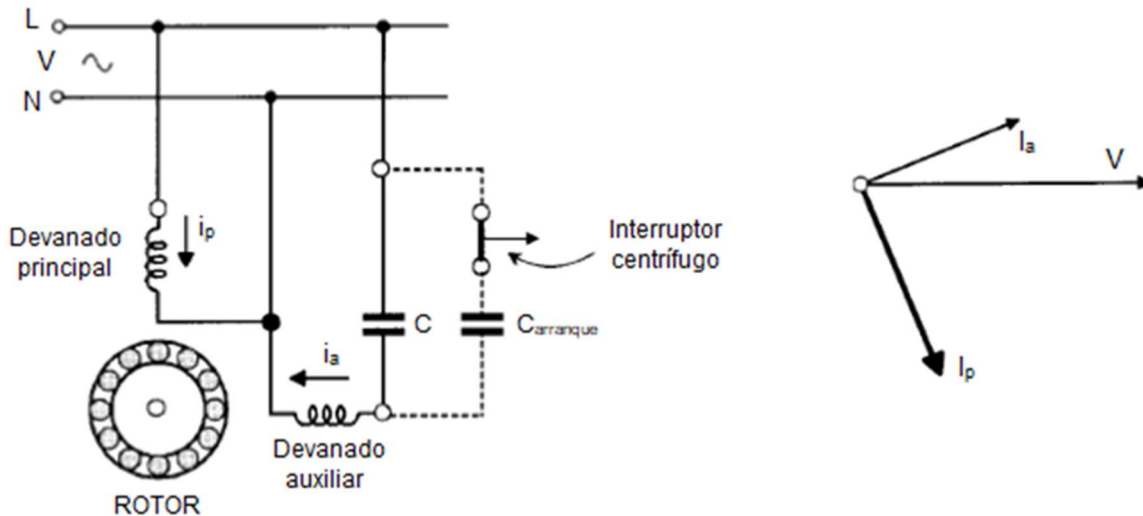 L
V
N
Devanado
principal
iₚ
Interruptor
centrífugo
C
Cₐᵣᵣₐₙqᵤₑ
iₐ
Devanado
auxiliar
ROTOR
Iₐ
V
Iₚ